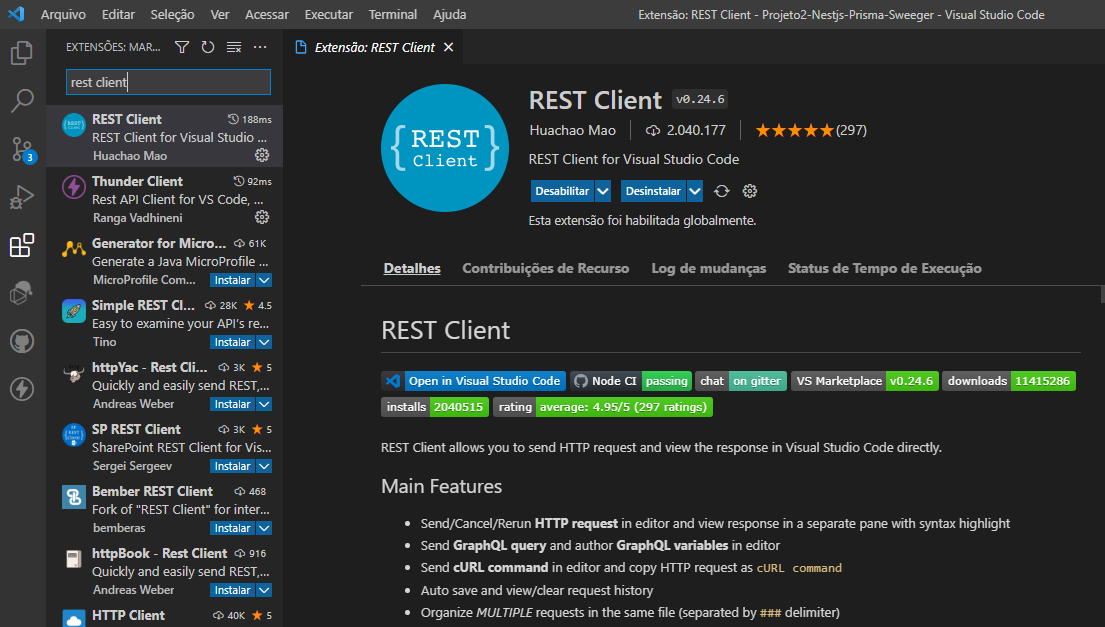 Arquivo Editar Seleção Ver Acessar Executar Terminal Ajuda
Extensão: REST Client - Projeto2-Nestjs-Prisma-Sweeger - Visual Studio Code
EXTENSÕES: MAR...
rest client
REST Client 188ms
REST Client for Visual Studio ...
Huachao Mao
Thunder Client 92ms
Rest API Client for VS Code, ...
Ranga Vadhineni
Generator for Micro... 61K
Generate a Java MicroProfile ...
MicroProfile Com... Instalar
Simple REST Cl... 28K 4.5
Easy to examine your API's re...
Tino Instalar
httpYac - Rest Cli... 3K 5
Quickly and easily send REST,...
Andreas Weber Instalar
SP REST Client 3K 5
SharePoint REST Client for Vis...
Sergei Sergeev Instalar
Bember REST Client 468
Fork of "REST Client" for inter...
bemberas Instalar
httpBook - Rest Client 916
Quickly and easily send REST,...
Andreas Weber Instalar
HTTP Client 40K 5
3
Extensão: REST Client
{REST}
Client
REST Client v0.24.6
Huachao Mao 2.040.177 ★★★★★(297)
REST Client for Visual Studio Code
Desabilitar Desinstalar
Esta extensão foi habilitada globalmente.
Detalhes Contribuições de Recurso Log de mudanças Status de Tempo de Execução
REST Client
Open in Visual Studio Code Node CI passing chat on gitter VS Marketplace v0.24.6 downloads 11415286
installs 2040515 rating average: 4.95/5 (297 ratings)
REST Client allows you to send HTTP request and view the response in Visual Studio Code directly.
Main Features
• Send/Cancel/Rerun HTTP request in editor and view response in a separate pane with syntax highlight
• Send GraphQL query and author GraphQL variables in editor
• Send cURL command in editor and copy HTTP request as cURL command
• Auto save and view/clear request history
• Organize MULTIPLE requests in the same file (separated by ### delimiter)